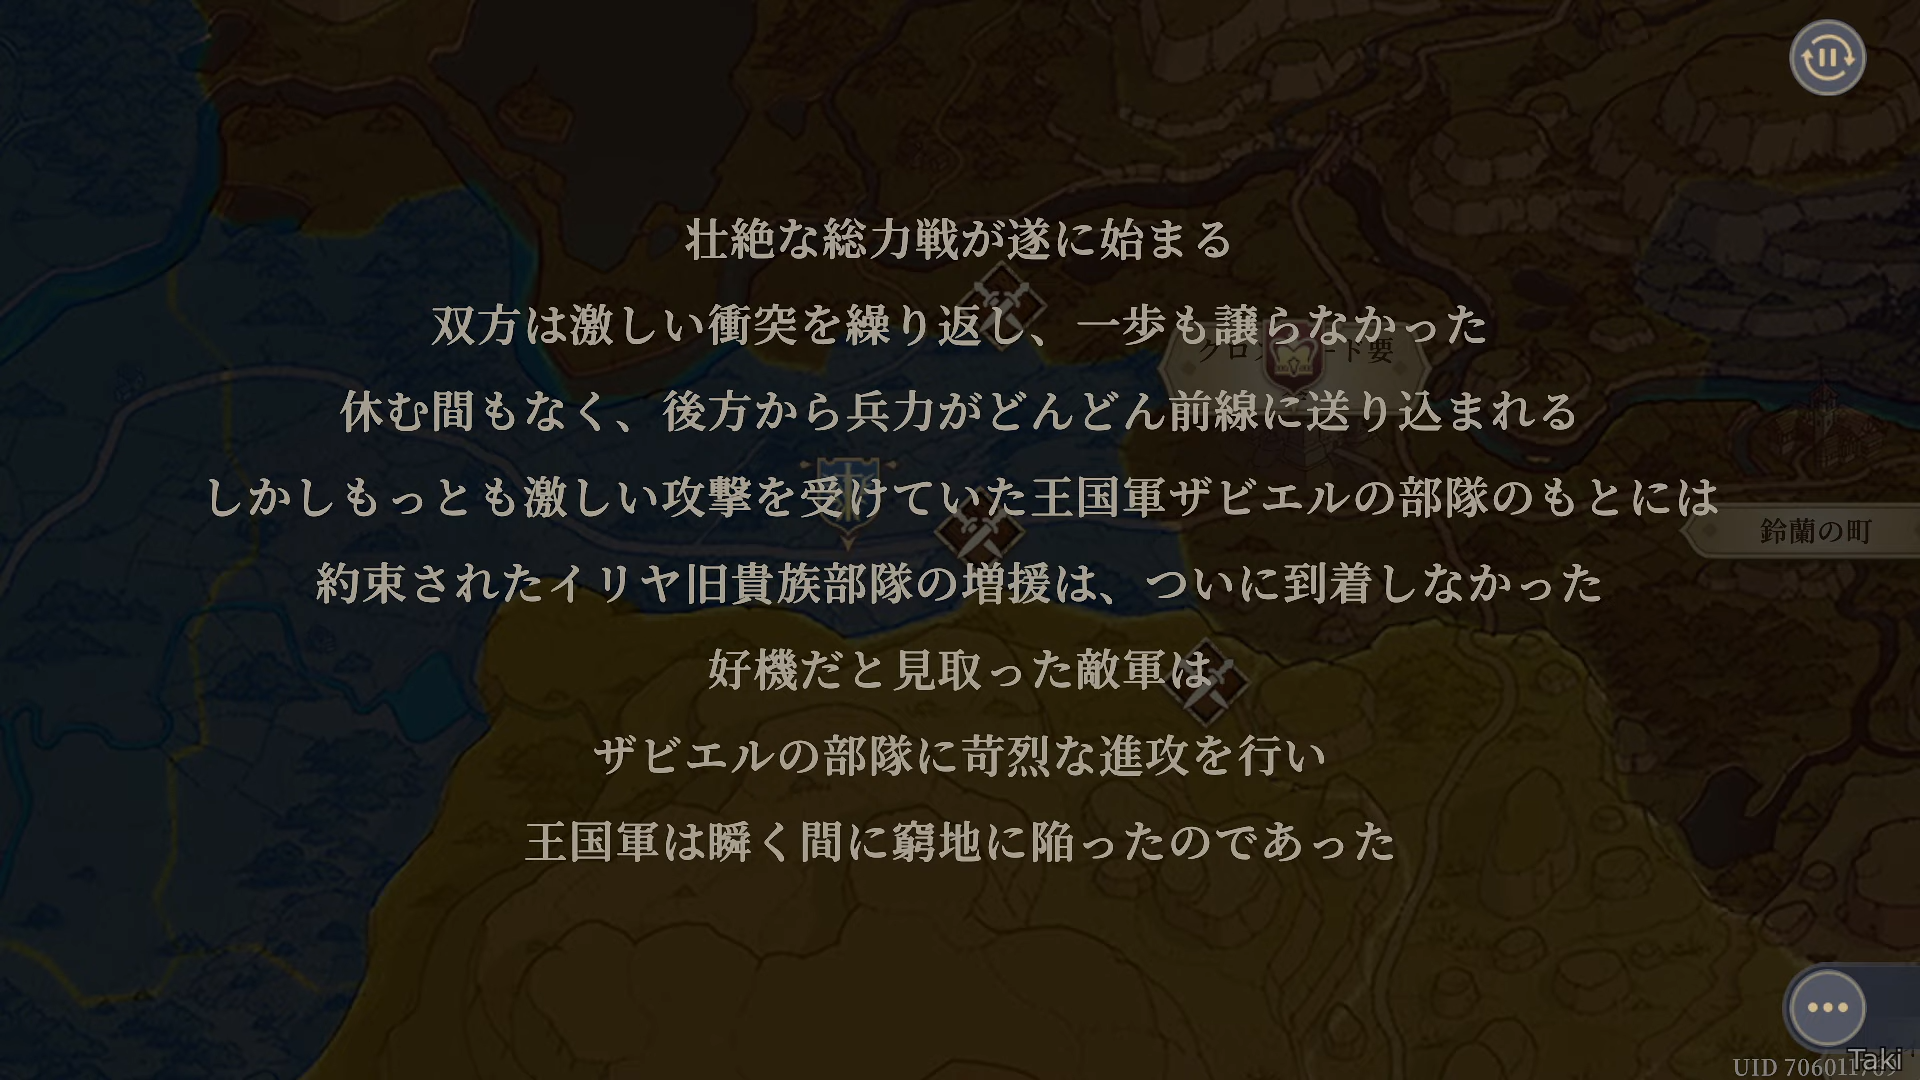 壮絶な総力戦が遂に始まる
双方は激しい衝突を繰り返し、一歩も譲らなかった
休む間もなく、後方から兵力がどんどん前線に送り込まれる
しかしもっとも激しい攻撃を受けていた王国軍ザビエルの部隊のもとには
鈴蘭の町
約束されたイリヤ旧貴族部隊の増援は、ついに到着しなかった
好機だと見取った敵軍は
ザビエルの部隊に苛烈な進攻を行い
王国軍は瞬く間に窮地に陥ったのであった
Taki
UID